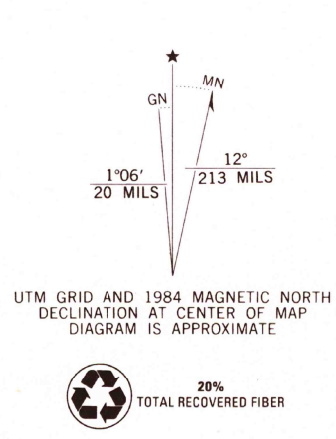 MN
GN
1°06′
20 MILS
12°
213 MILS
UTM GRID AND 1984 MAGNETIC NORTH
DECLINATION AT CENTER OF MAP
DIAGRAM IS APPROXIMATE
20%
TOTAL RECOVERED FIBER